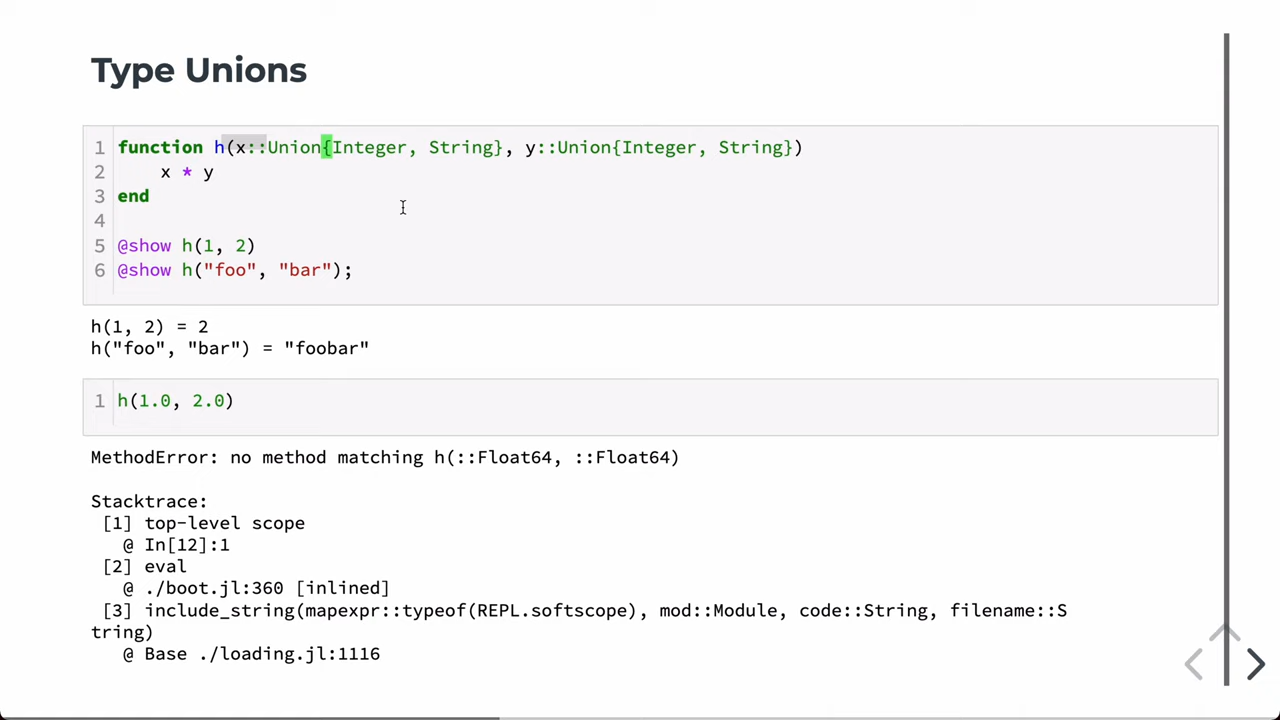 Type Unions
1 function h(x::Union{Integer, String}, y::Union{Integer, String})
2     x * y
3 end
4
5 @show h(1, 2)
6 @show h("foo", "bar");
h(1, 2) = 2
h("foo", "bar") = "foobar"
1 h(1.0, 2.0)
MethodError: no method matching h(::Float64, ::Float64)
Stacktrace:
 [1] top-level scope
   @ In[12]:1
 [2] eval
   @ ./boot.jl:360 [inlined]
 [3] include_string(mapexpr::typeof(REPL.softscope), mod::Module, code::String, filename::S
tring)
   @ Base ./loading.jl:1116